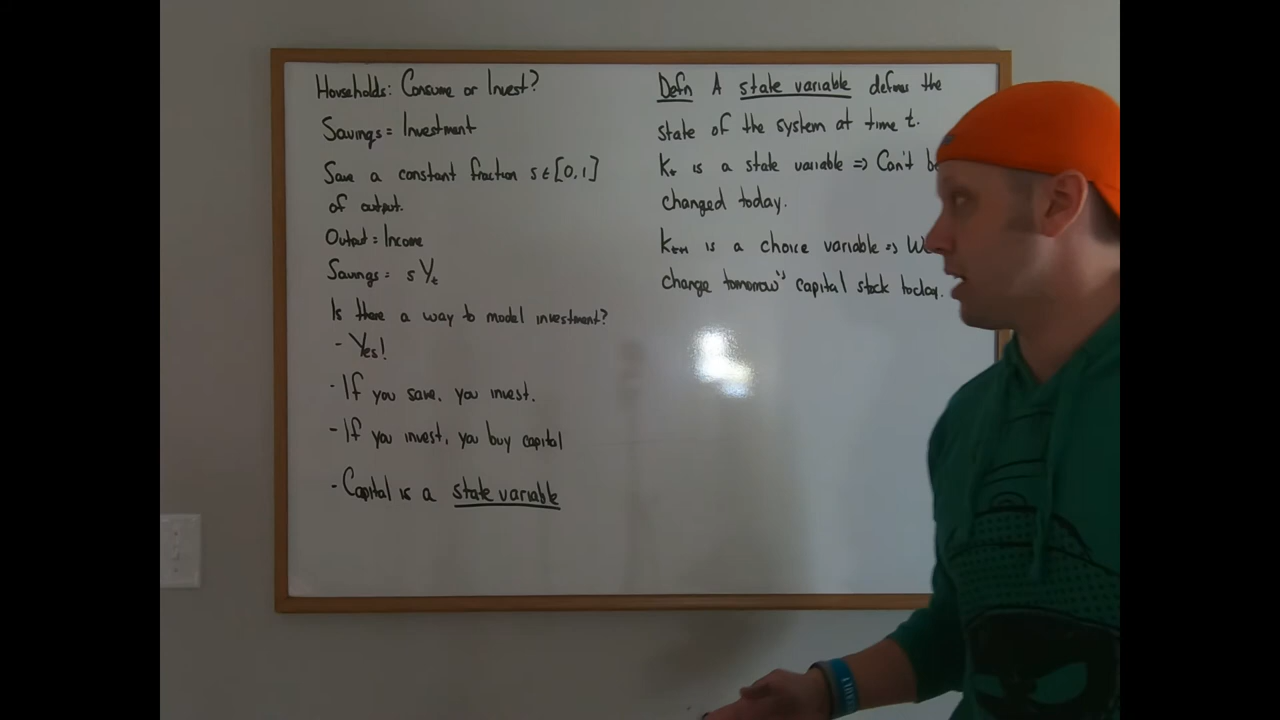 Households: Consume or Invest?
Savings = Investment
Save a constant fraction s ∈ [0,1]
of output.
Output = Income
Savings = s Yt
Is there a way to model investment?
- Yes!
- If you save, you invest.
- If you invest, you buy capital
- Capital is a state variable
Defn A state variable defines the
state of the system at time t.
Kt is a state variable => Can't
changed today.
Kt+1 is a choice variable =>
change tomorrow's capital stock today.